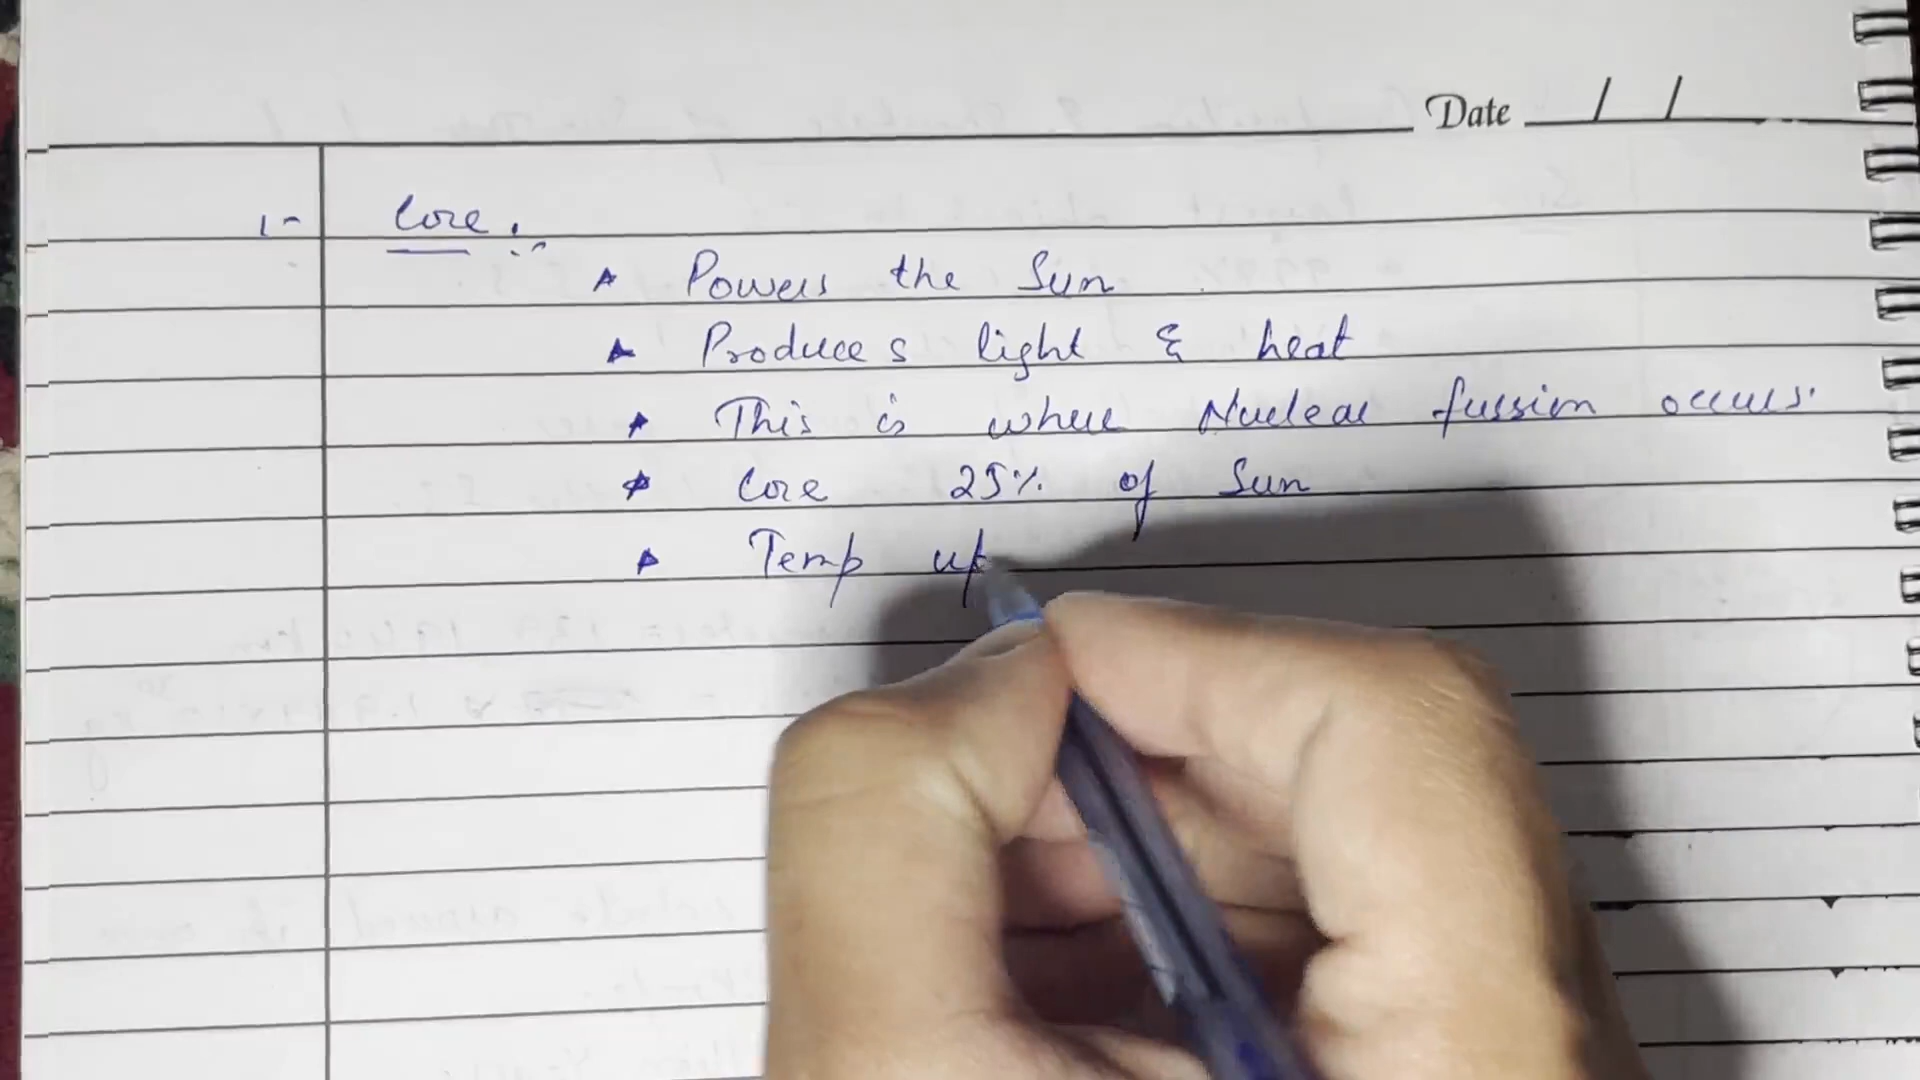 Date / /
1- Core :-
Powers the Sun
Produces light & heat
This is where Nuclear fussion occurs.
Core 25% of Sun
Temp up